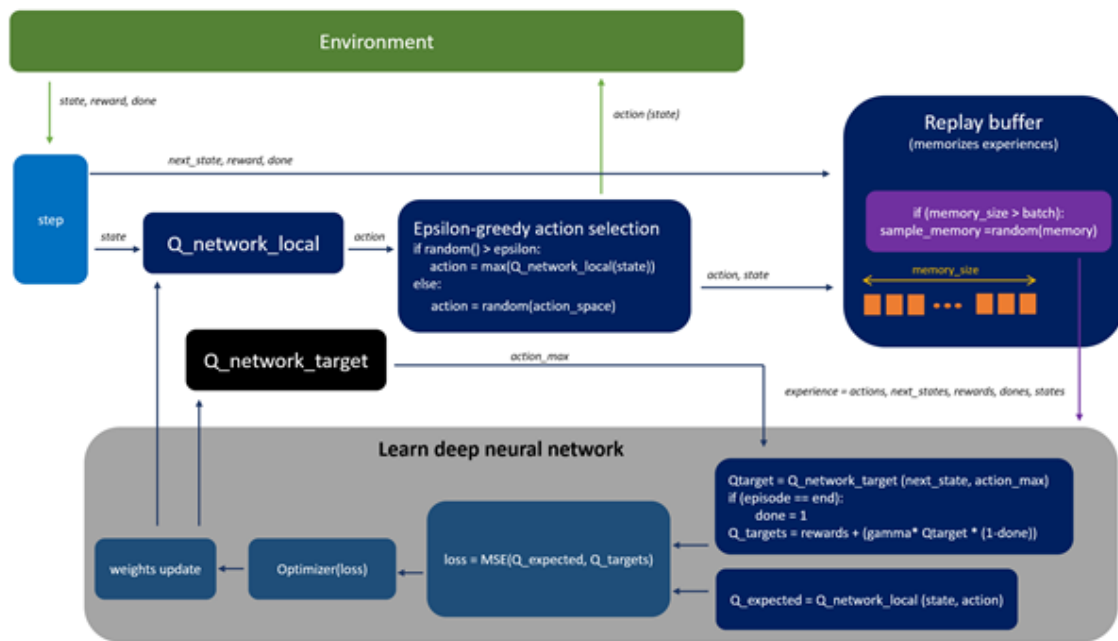 Environment
state, reward, done
action (state)
Replay buffer
(memorizes experiences)
next_state, reward, done
step
state
Q_network_local
action
Epsilon-greedy action selection
if random() > epsilon:
action = max(Q_network_local(state))
else:
action = random(action_space)
action, state
if (memory_size > batch):
sample_memory =random(memory)
memory_size
Q_network_target
action_max
experience = actions, next_states, rewards, dones, states
Learn deep neural network
Qtarget = Q_network_target (next_state, action_max)
if (episode == end):
done = 1
Q_targets = rewards + (gamma* Qtarget * (1-done))
weights update
Optimizer(loss)
loss = MSE(Q_expected, Q_targets)
Q_expected = Q_network_local (state, action)